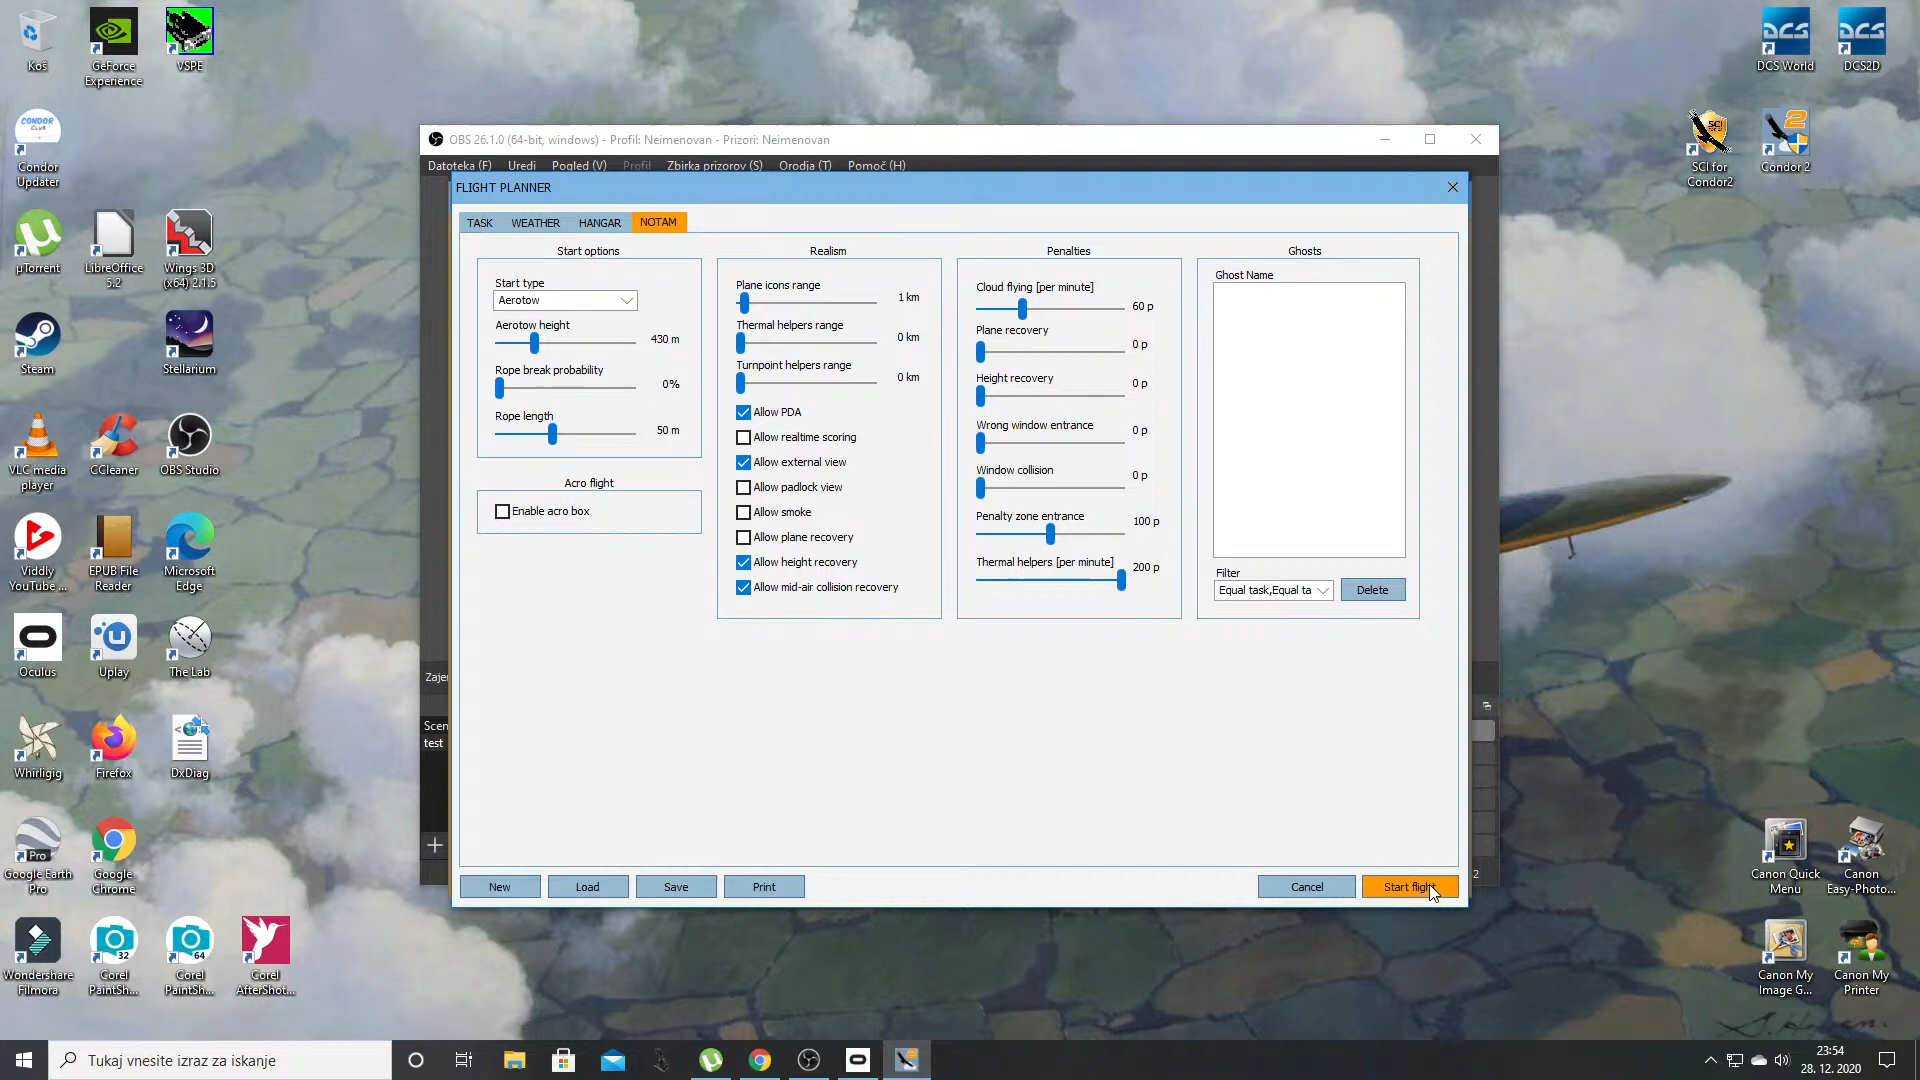 Koš
GeForce
Experience
VSPE
DCS World
DCS2D
CONDOR
CLUB
Condor
Updater
SCI for
Condor2
Condor 2
OBS 26.1.0 (64-bit, windows) - Profil: Neimenovan - Prizori: Neimenovan
Datoteka (F) Uredi Pogled (V) Profil Zbirka prizorov (S) Orodja (T) Pomoč (H)
FLIGHT PLANNER
TASK WEATHER HANGAR NOTAM
Start options
Start type
Aerotow
Aerotow height
430 m
Rope break probability
0%
Rope length
50 m
Acro flight
Enable acro box
Realism
Plane icons range
1 km
Thermal helpers range
0 km
Turnpoint helpers range
0 km
Allow PDA
Allow realtime scoring
Allow external view
Allow padlock view
Allow smoke
Allow plane recovery
Allow height recovery
Allow mid-air collision recovery
Penalties
Cloud flying [per minute]
60 p
Plane recovery
0 p
Height recovery
0 p
Wrong window entrance
0 p
Window collision
0 p
Penalty zone entrance
100 p
Thermal helpers [per minute]
200 p
Ghosts
Ghost Name
Filter
Equal task,Equal ta
Delete
New Load Save Print Cancel Start flight
Zajer
Scen
test
2
µTorrent
LibreOffice
5.2
Wings 3D
(x64) 2.1.5
Steam
Stellarium
VLC media
player
CCleaner
OBS Studio
Viddly
YouTube ...
EPUB File
Reader
Microsoft
Edge
Oculus
Uplay
The Lab
Whirligig
Firefox
DxDiag
Pro
Google Earth
Pro
Google
Chrome
Wondershare
Filmora
32
Corel
PaintSh...
64
Corel
PaintSh...
Corel
AfterShot...
Canon Quick
Menu
Canon
Easy-Photo...
Canon My
Image G...
Canon My
Printer
Tukaj vnesite izraz za iskanje
23:54
28. 12. 2020